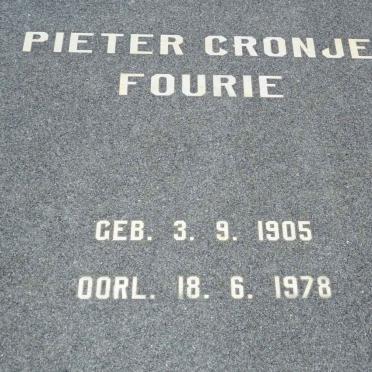 PIETER CRONJE
FOURIE
GEB. 3. 9. 1905
OORL. 18. 6. 1978